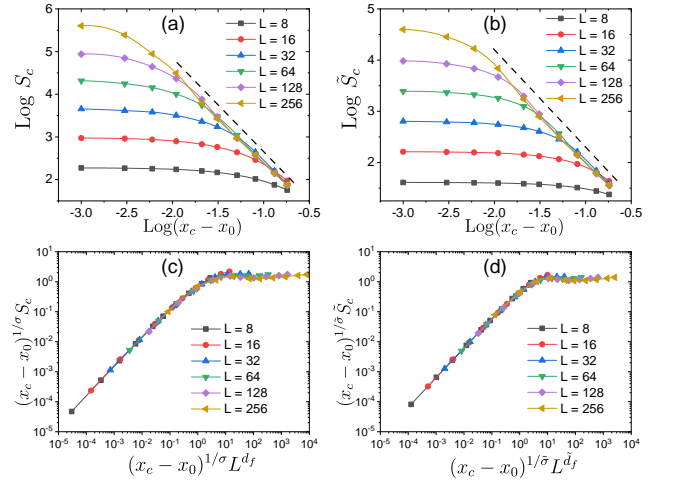 (a)
Log S_c
6
5
4
3
2
L = 8
L = 16
L = 32
L = 64
L = 128
L = 256
-3.0 -2.5 -2.0 -1.5 -1.0 -0.5
Log(x_c − x_0)
(b)
Log S̃_c
5
4
3
2
L = 8
L = 16
L = 32
L = 64
L = 128
L = 256
-3.0 -2.5 -2.0 -1.5 -1.0 -0.5
Log(x_c − x_0)
(c)
(x_c − x_0)^{1/σ} S_c
10^1
10^0
10^-1
10^-2
10^-3
10^-4
10^-5
L = 8
L = 16
L = 32
L = 64
L = 128
L = 256
10^-5 10^-4 10^-3 10^-2 10^-1 10^0 10^1 10^2 10^3 10^4
(x_c − x_0)^{1/σ} L^{d_f}
(d)
(x_c − x_0)^{1/σ̃} S̃_c
10^1
10^0
10^-1
10^-2
10^-3
10^-4
10^-5
L = 8
L = 16
L = 32
L = 64
L = 128
L = 256
10^-5 10^-4 10^-3 10^-2 10^-1 10^0 10^1 10^2 10^3 10^4
(x_c − x_0)^{1/σ̃} L^{d̃_f}